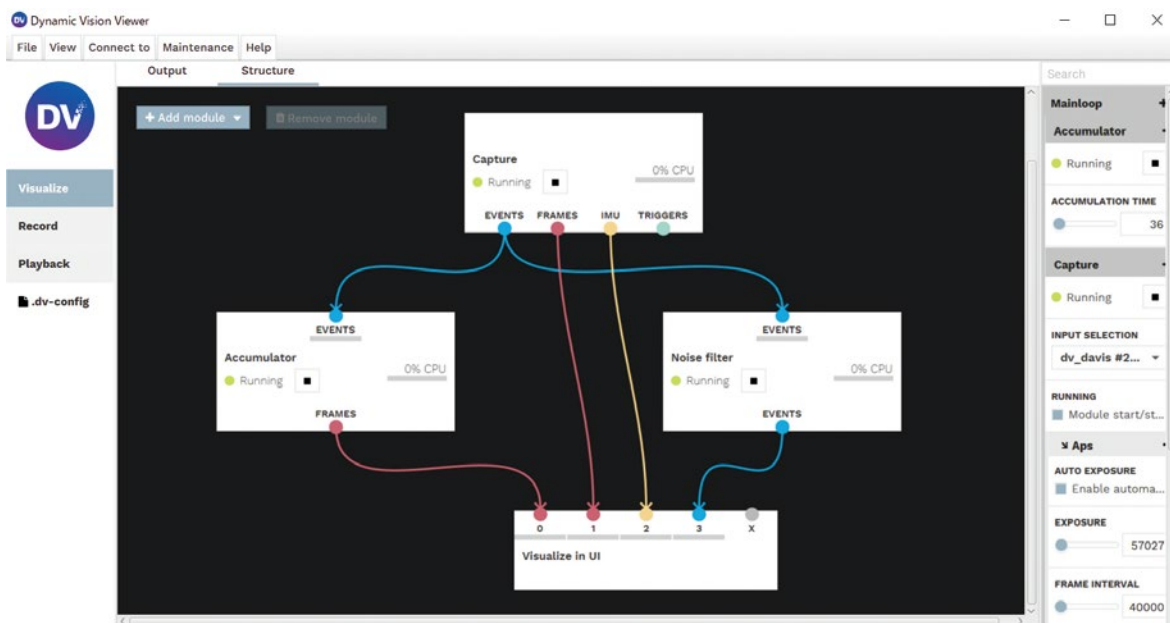 DV Dynamic Vision Viewer
File View Connect to Maintenance Help
Output Structure
DV
Visualize
Record
Playback
.dv-config
+ Add module
Remove module
Capture
Running
0% CPU
EVENTS FRAMES IMU TRIGGERS
EVENTS
Accumulator
Running
0% CPU
FRAMES
EVENTS
Noise filter
Running
0% CPU
EVENTS
0 1 2 3 X
Visualize in UI
Search
Mainloop +
Accumulator
Running
ACCUMULATION TIME
36
Capture
Running
INPUT SELECTION
dv_davis #2...
RUNNING
Module start/st...
Aps
AUTO EXPOSURE
Enable automa...
EXPOSURE
57027
FRAME INTERVAL
40000